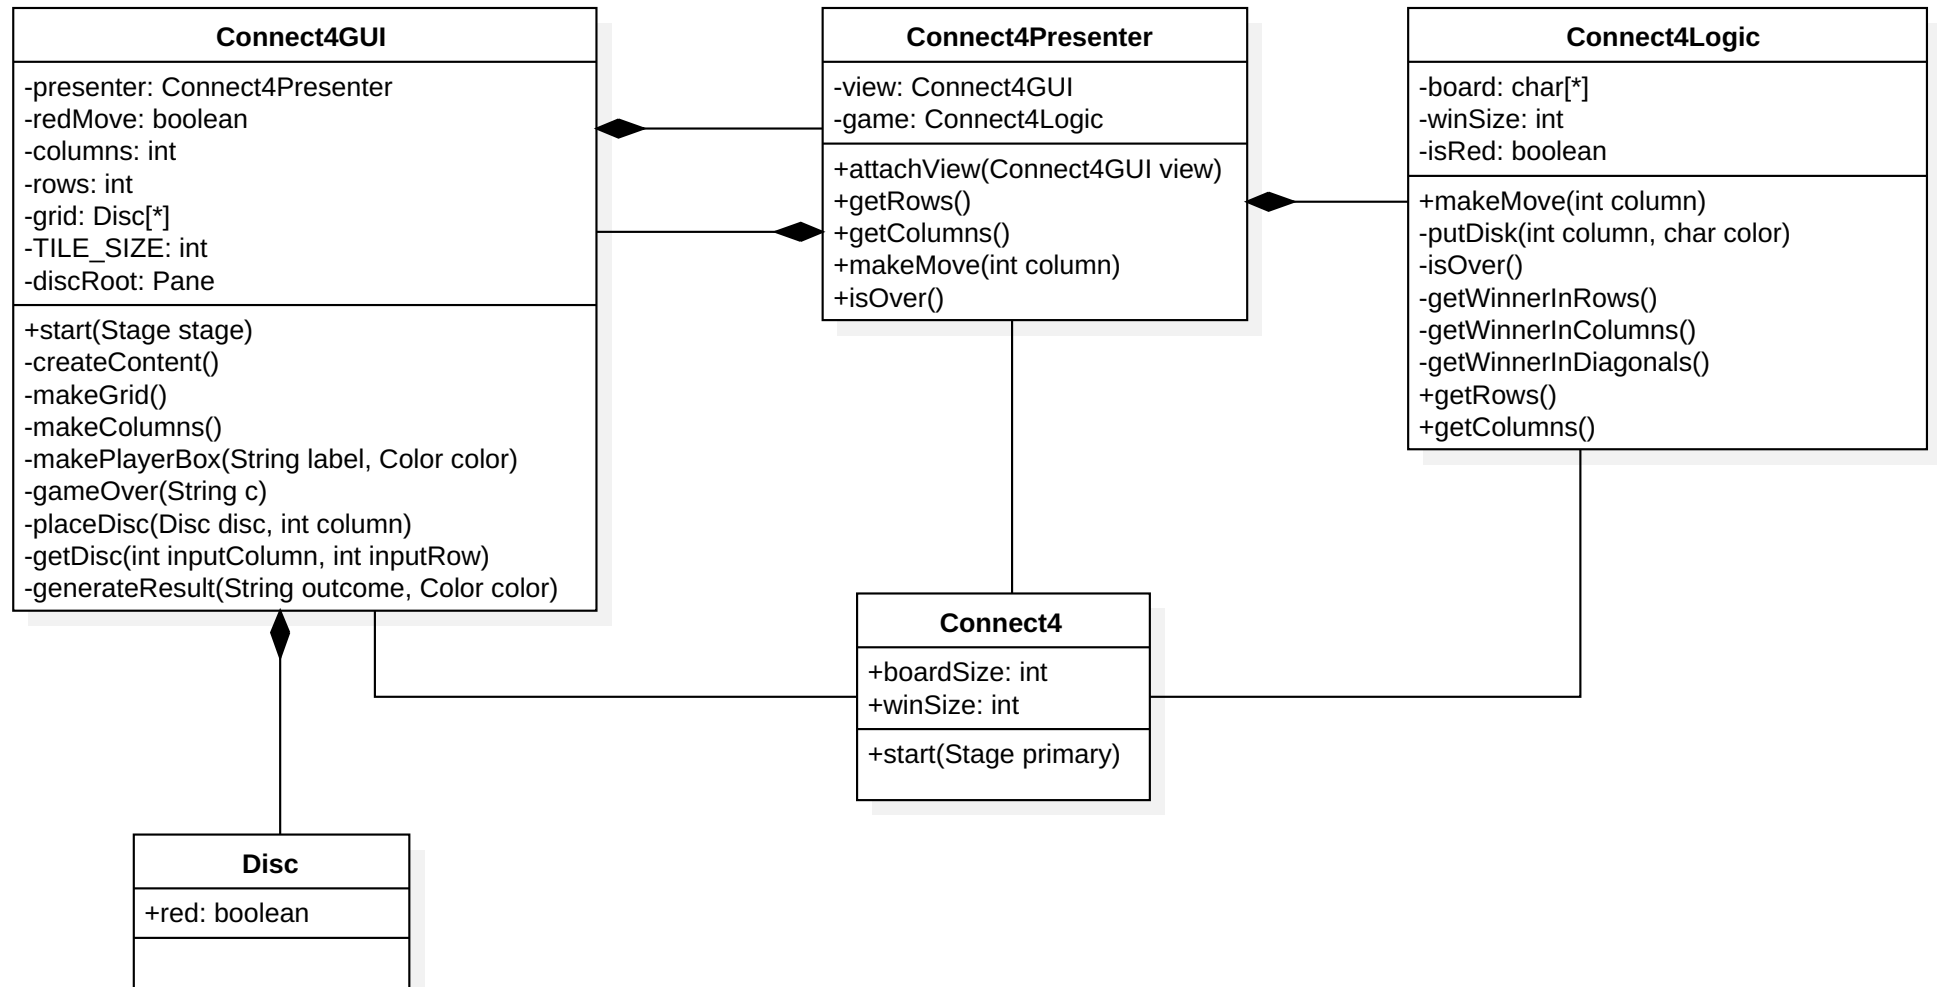 Connect4GUI
-presenter: Connect4Presenter
-redMove: boolean
-columns: int
-rows: int
-grid: Disc[*]
-TILE_SIZE: int
-discRoot: Pane
+start(Stage stage)
-createContent()
-makeGrid()
-makeColumns()
-makePlayerBox(String label, Color color)
-gameOver(String c)
-placeDisc(Disc disc, int column)
-getDisc(int inputColumn, int inputRow)
-generateResult(String outcome, Color color)
Connect4Presenter
-view: Connect4GUI
-game: Connect4Logic
+attachView(Connect4GUI view)
+getRows()
+getColumns()
+makeMove(int column)
+isOver()
Connect4Logic
-board: char[*]
-winSize: int
-isRed: boolean
+makeMove(int column)
-putDisk(int column, char color)
-isOver()
-getWinnerInRows()
-getWinnerInColumns()
-getWinnerInDiagonals()
+getRows()
+getColumns()
Connect4
+boardSize: int
+winSize: int
+start(Stage primary)
Disc
+red: boolean